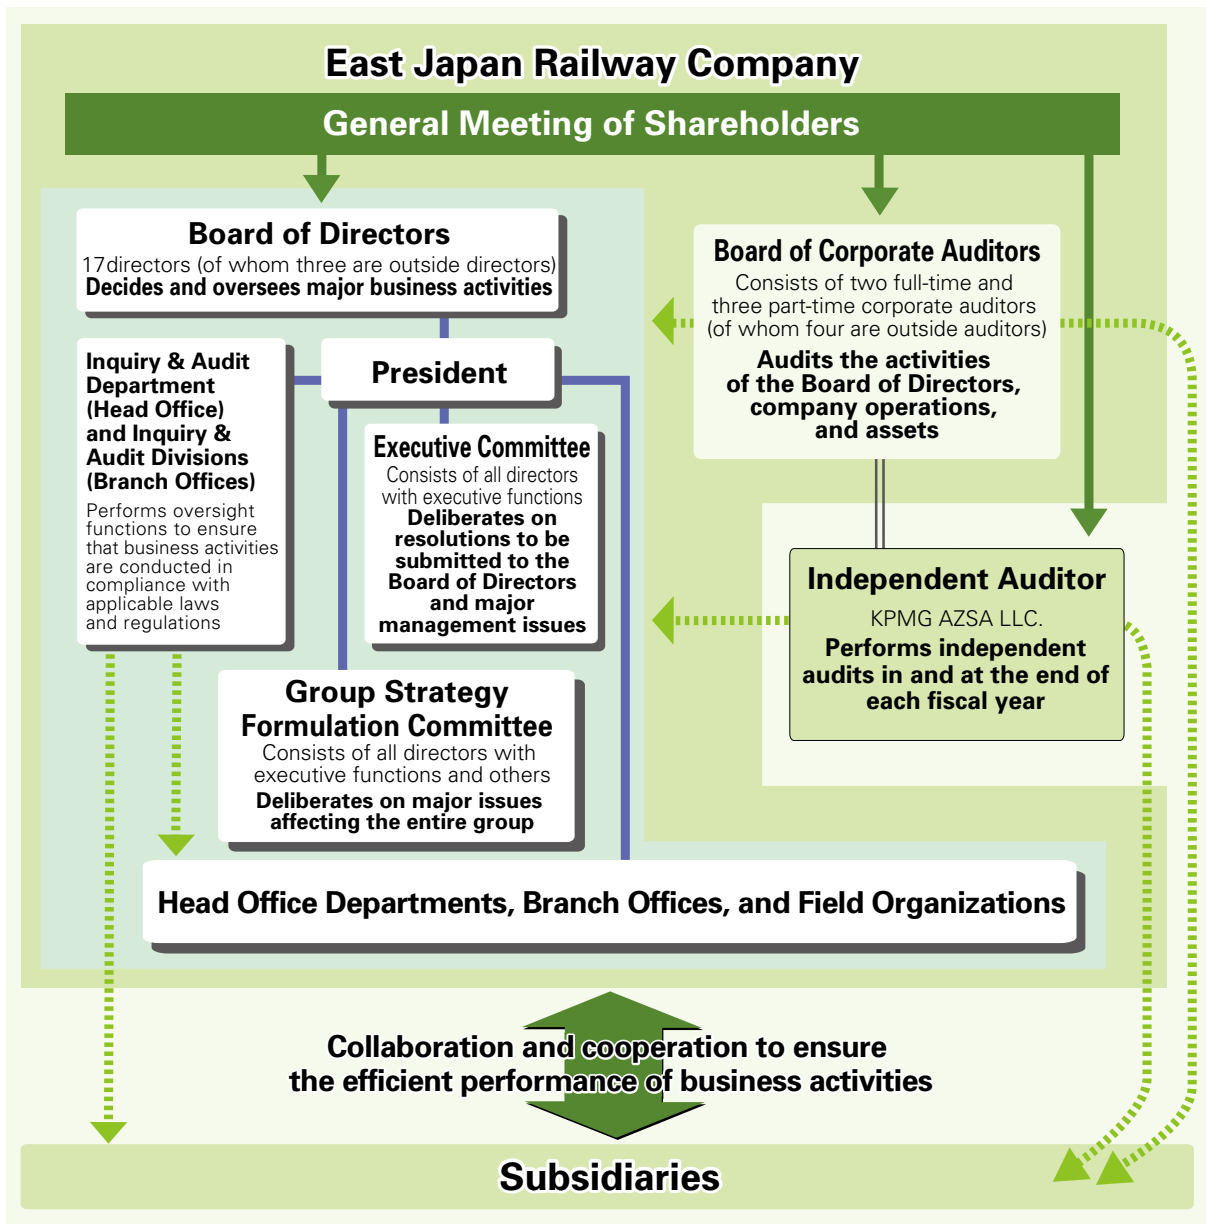 East Japan Railway Company
General Meeting of Shareholders
Board of Directors
17directors (of whom three are outside directors)
Decides and oversees major business activities
Board of Corporate Auditors
Consists of two full-time and
three part-time corporate auditors
(of whom four are outside auditors)
Audits the activities
of the Board of Directors,
company operations,
and assets
Inquiry & Audit
Department
(Head Office)
and Inquiry &
Audit Divisions
(Branch Offices)
Performs oversight
functions to ensure
that business activities
are conducted in
compliance with
applicable laws
and regulations
President
Executive Committee
Consists of all directors
with executive functions
Deliberates on
resolutions to be
submitted to the
Board of Directors
and major
management issues
Independent Auditor
KPMG AZSA LLC.
Performs independent
audits in and at the end of
each fiscal year
Group Strategy
Formulation Committee
Consists of all directors with
executive functions and others
Deliberates on major issues
affecting the entire group
Head Office Departments, Branch Offices, and Field Organizations
Collaboration and cooperation to ensure
the efficient performance of business activities
Subsidiaries